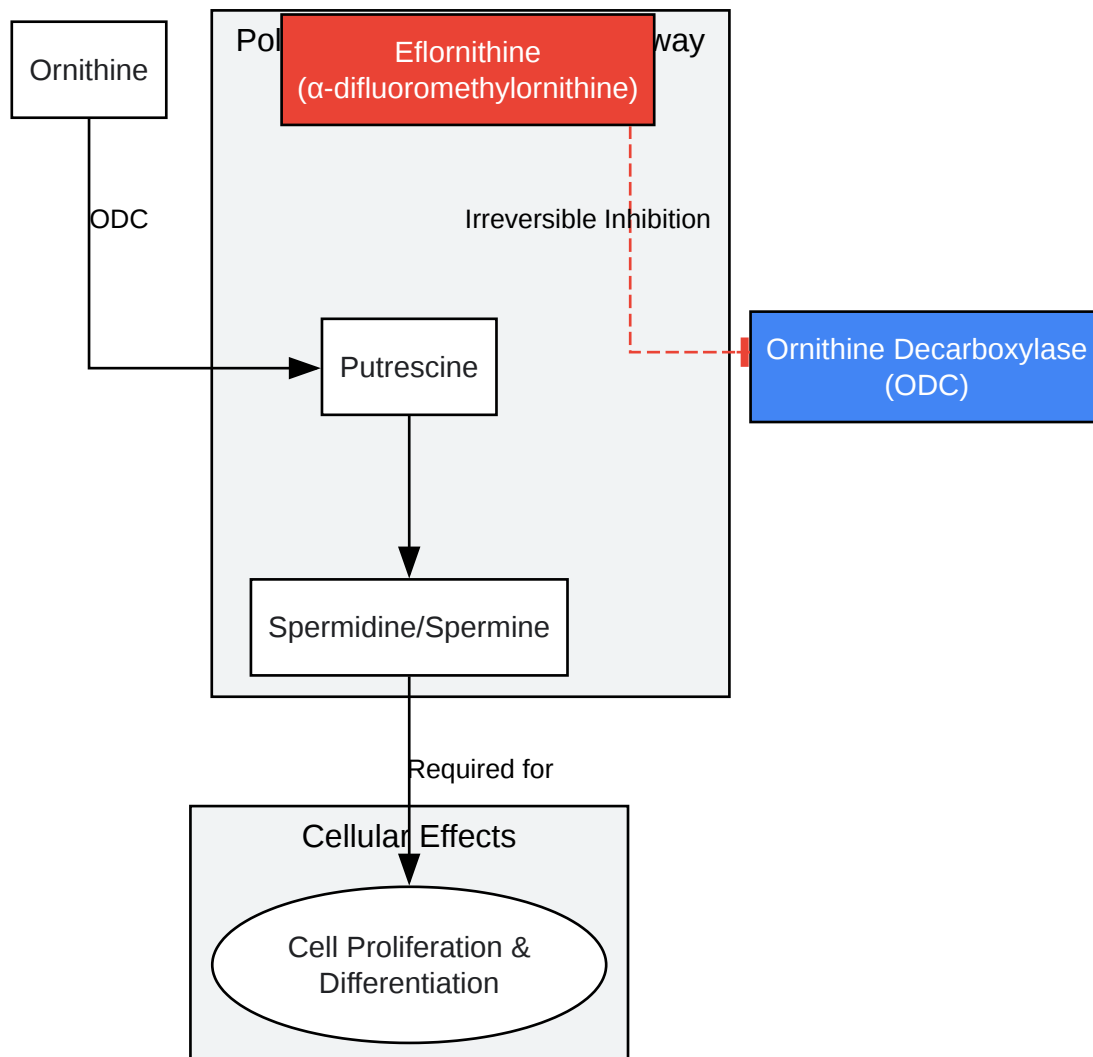 Ornithine
Pol
way
Eflornithine
(α-difluoromethylornithine)
ODC
Irreversible Inhibition
Putrescine
Ornithine Decarboxylase
(ODC)
Spermidine/Spermine
Required for
Cellular Effects
Cell Proliferation &
Differentiation